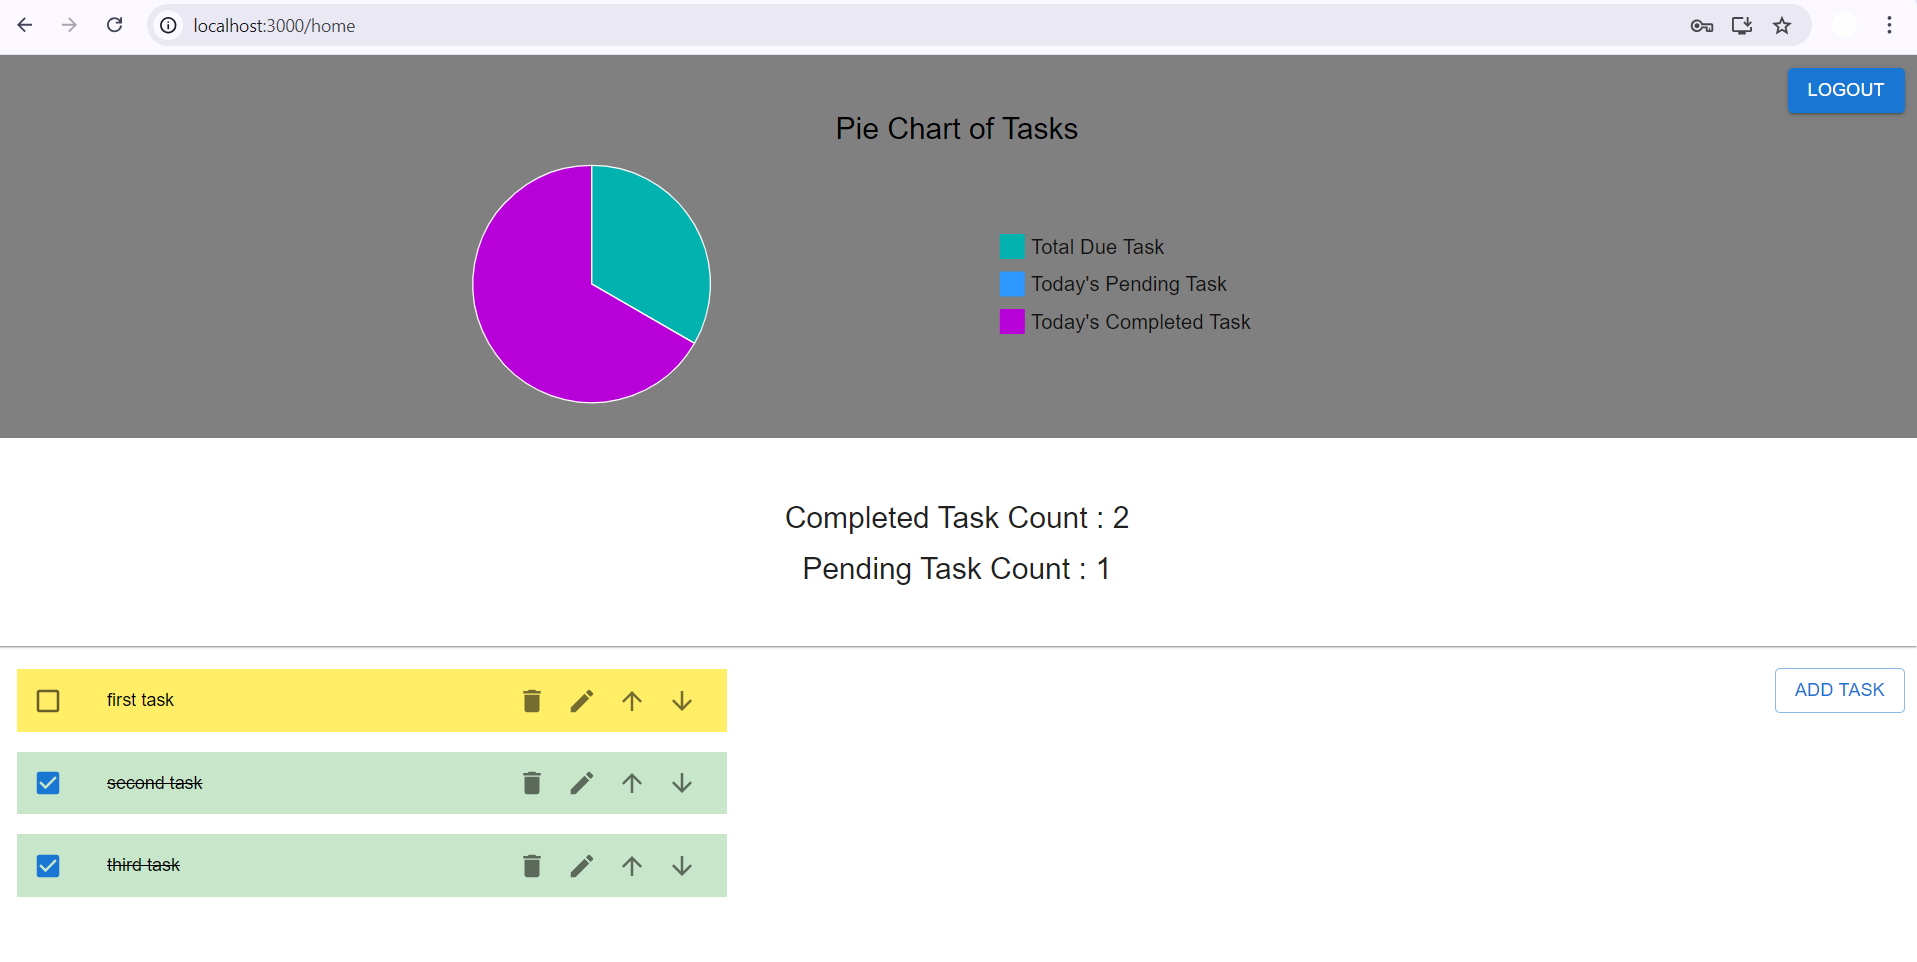 localhost:3000/home
LOGOUT
Pie Chart of Tasks
Total Due Task
Today's Pending Task
Today's Completed Task
Completed Task Count : 2
Pending Task Count : 1
first task
ADD TASK
second task
third task